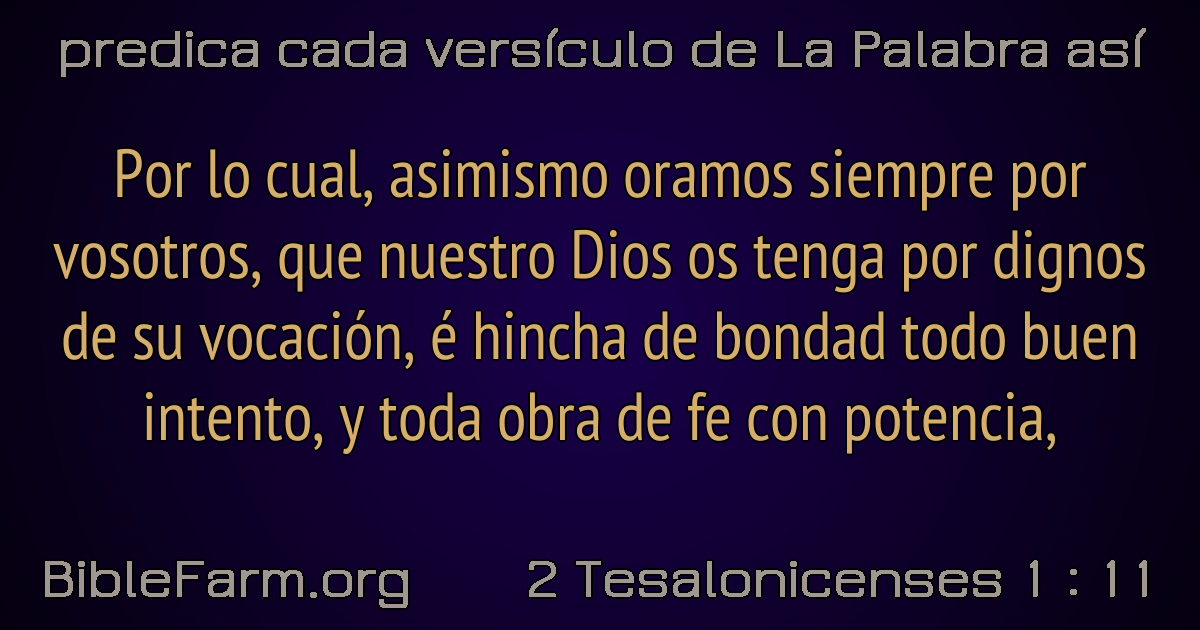 predica cada versículo de La Palabra así
Por lo cual, asimismo oramos siempre por
vosotros, que nuestro Dios os tenga por dignos
de su vocación, é hincha de bondad todo buen
intento, y toda obra de fe con potencia,
BibleFarm.org 2 Tesalonicenses 1 : 11